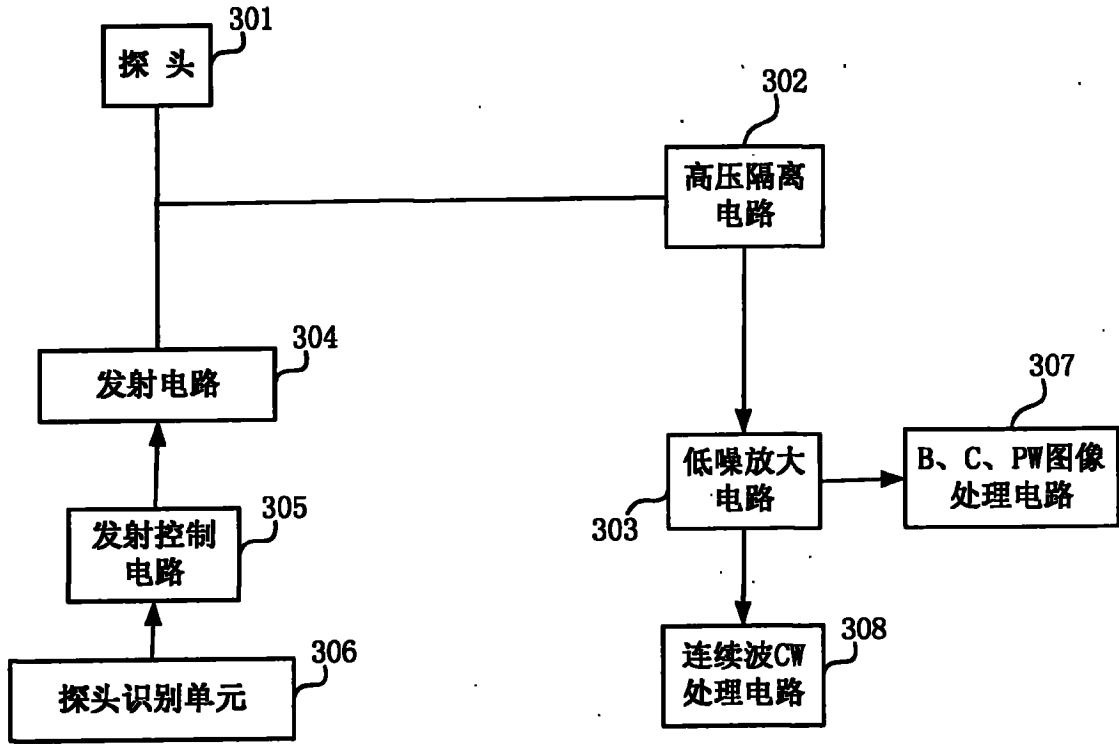 301
探 头
302
高压隔离
电路
304
发射电路
307
B、C、PW图像
处理电路
低噪放大
电路
303
305
发射控制
电路
308
连续波CW
处理电路
306
探头识别单元